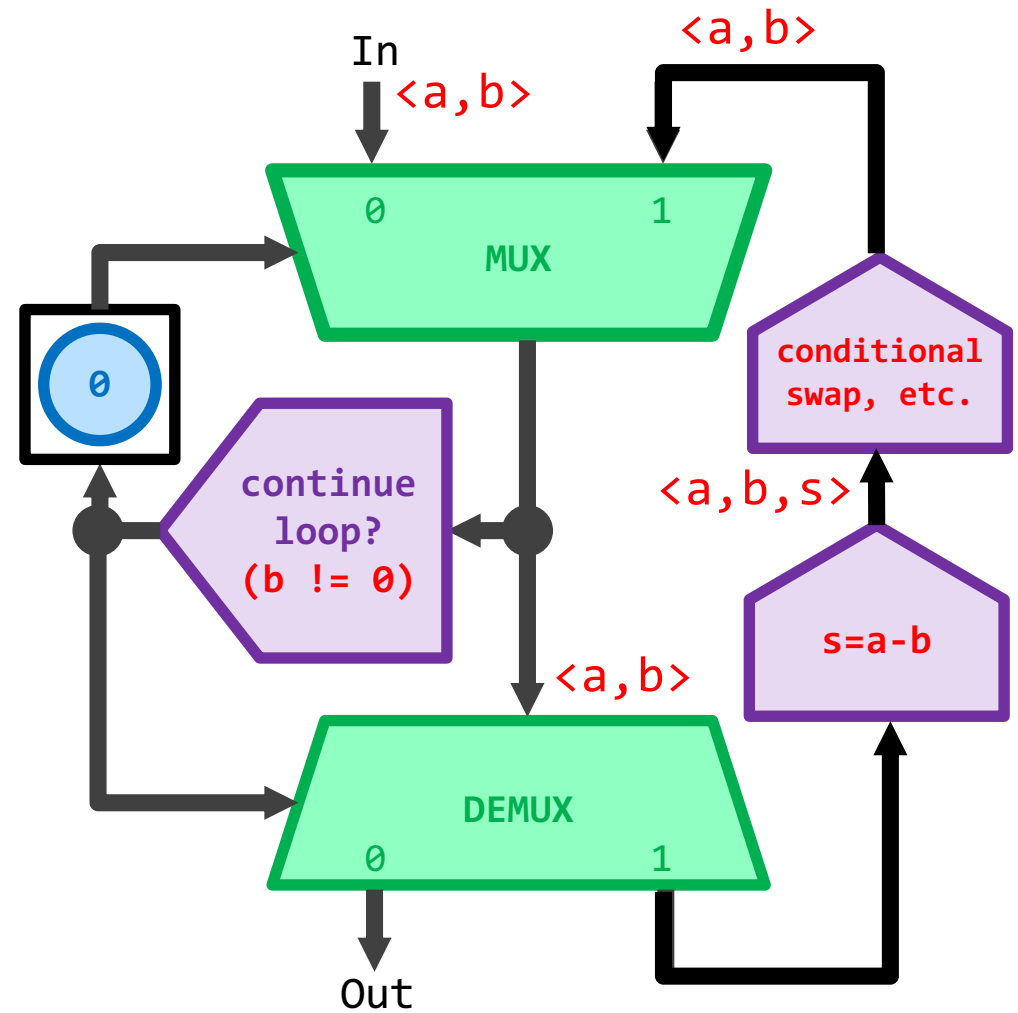 <a,b>
In
<a,b>
0 1
MUX
conditional
swap, etc.
0
continue
loop?
(b != 0)
<a,b,s>
s=a-b
<a,b>
DEMUX
0 1
Out